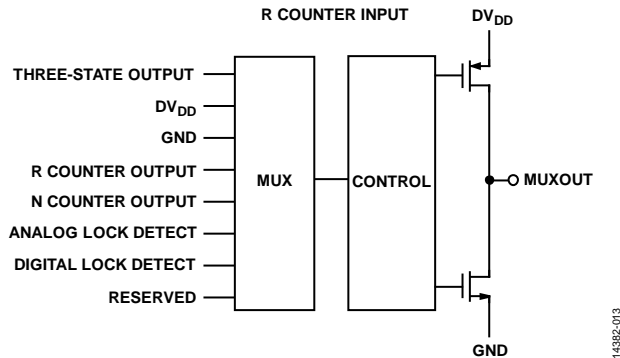 R COUNTER INPUT
DVDD
THREE-STATE OUTPUT
DVDD
GND
R COUNTER OUTPUT
N COUNTER OUTPUT
ANALOG LOCK DETECT
DIGITAL LOCK DETECT
RESERVED
MUX
CONTROL
MUXOUT
GND
14382-013